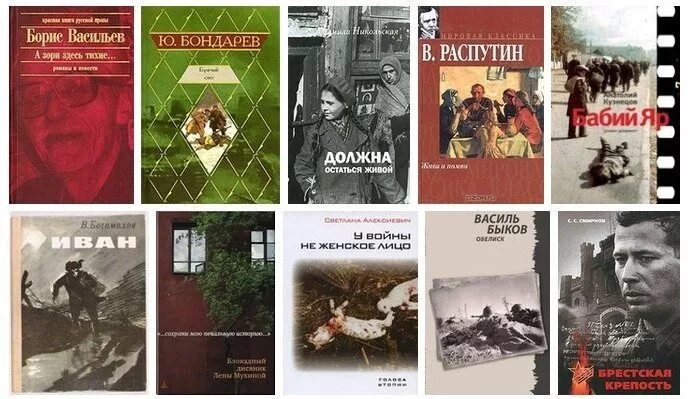 красная книга русской прозы
Борис Васильев
А зори здесь тихие...
романы и повести
Ю. БОНДАРЕВ
Горячий
снег
Людмила Никольская
ДОЛЖНА
ОСТАТЬСЯ ЖИВОЙ
МИРОВАЯ КЛАССИКА
В. РАСПУТИН
Живи и помни
Анатолий
Кузнецов
Бабий Яр
роман-документ
В. Богомолов
ИВАН
«...сохрани мою печальную историю...»
Блокадный
дневник
Лены Мухиной
СВЕТЛАНА АЛЕКСИЕВИЧ
У ВОЙНЫ
НЕ ЖЕНСКОЕ ЛИЦО
ГОЛОСА
УТОПИИ
ВАСИЛЬ
БЫКОВ
ОБЕЛИСК
С. С. СМИРНОВ
БРЕСТСКАЯ
КРЕПОСТЬ